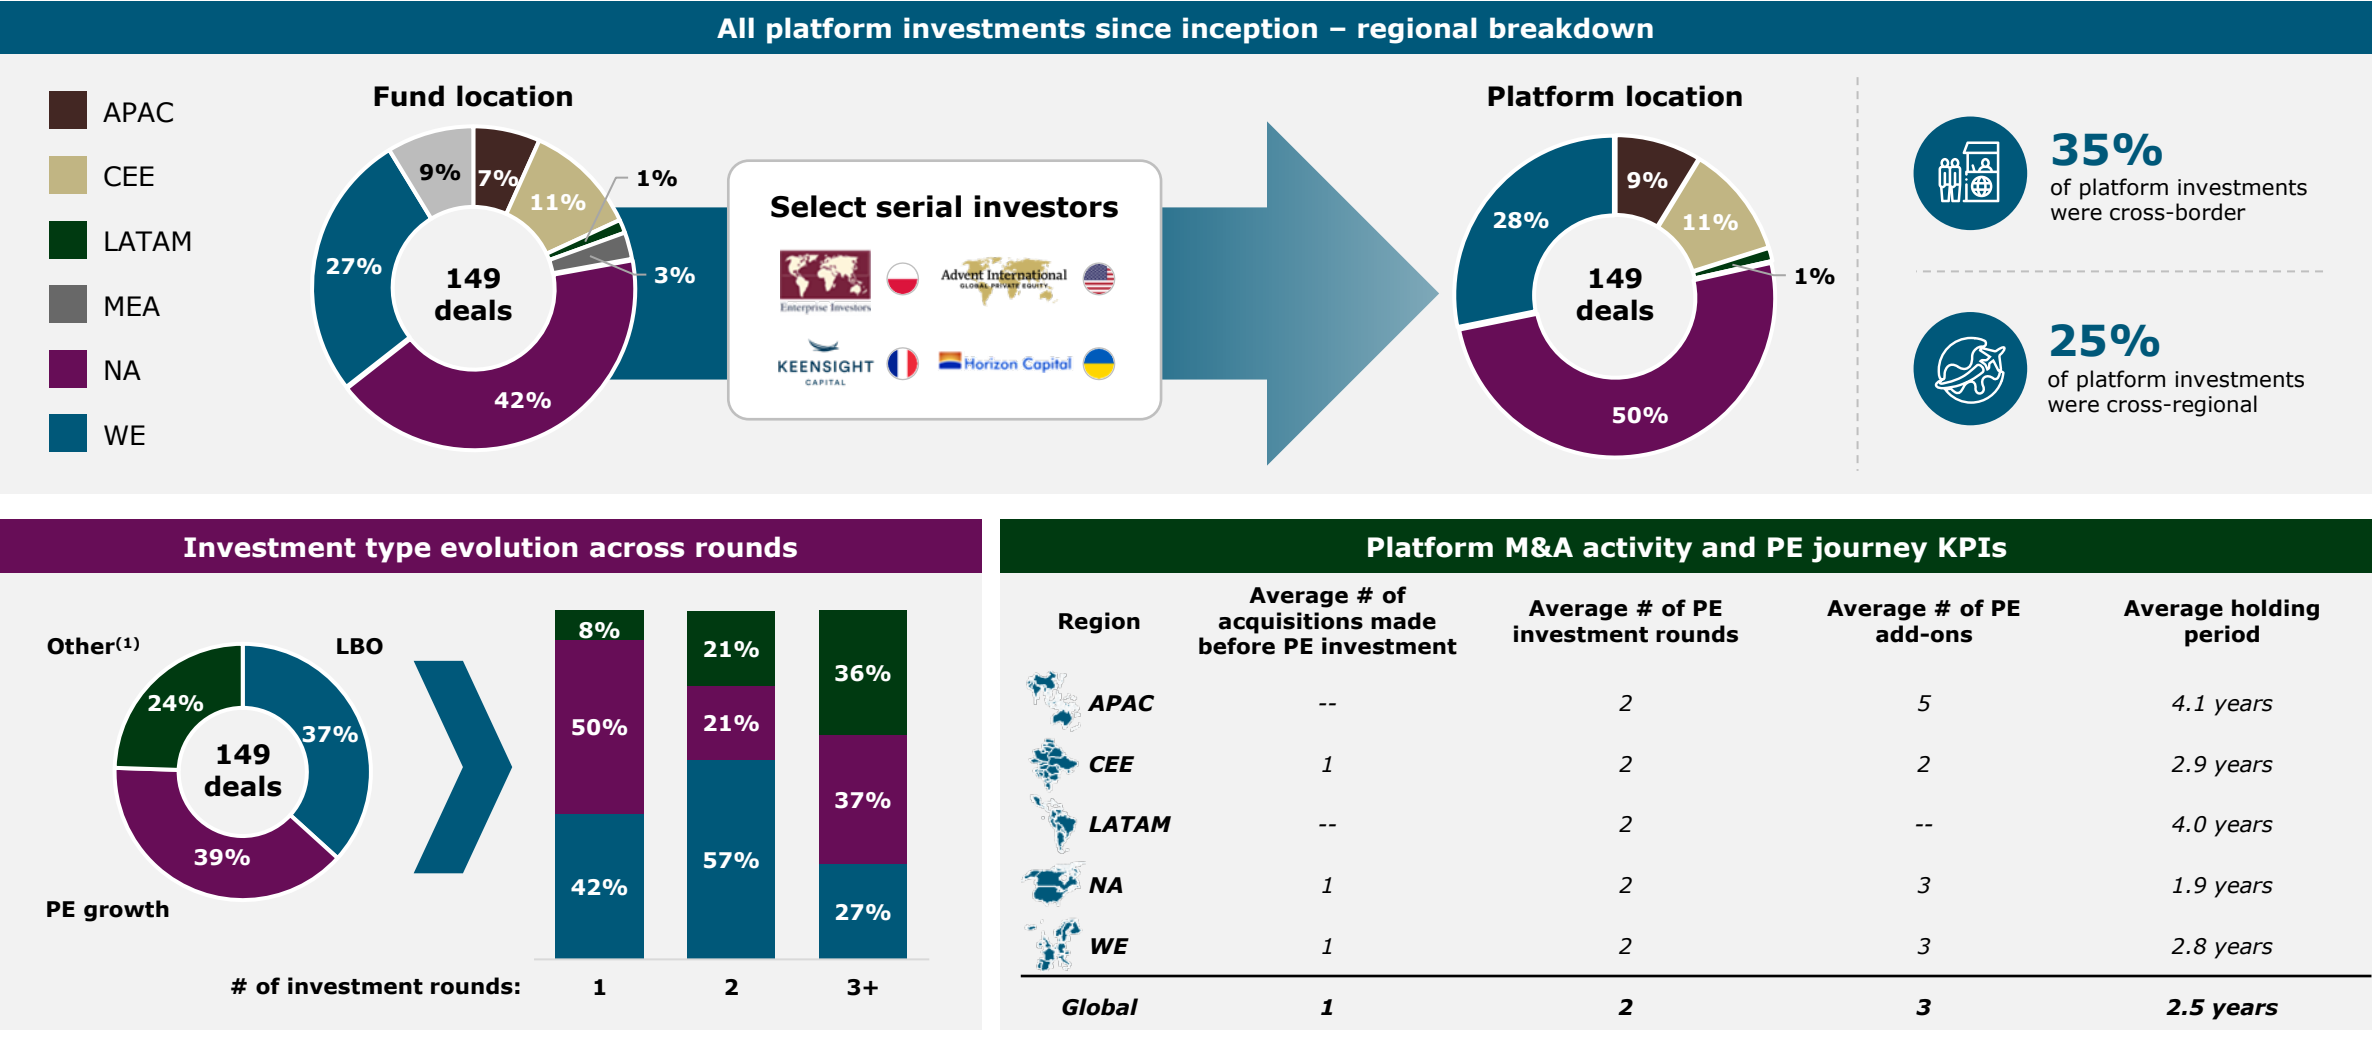 All platform investments since inception – regional breakdown
APAC
CEE
LATAM
MEA
NA
WE
Fund location
9%
7%
11%
1%
3%
27%
42%
149
deals
Select serial investors
Enterprise Investors
Advent International
GLOBAL PRIVATE EQUITY
KEENSIGHT
CAPITAL
Horizon Capital
Platform location
9%
11%
1%
28%
50%
149
deals
35%
of platform investments
were cross-border
25%
of platform investments
were cross-regional
Investment type evolution across rounds
Other(1)
LBO
24%
37%
39%
149
deals
PE growth
8%
50%
42%
21%
21%
57%
36%
37%
27%
# of investment rounds: 1 2 3+
Platform M&A activity and PE journey KPIs
Region
Average # of
acquisitions made
before PE investment
Average # of PE
investment rounds
Average # of PE
add-ons
Average holding
period
APAC -- 2 5 4.1 years
CEE 1 2 2 2.9 years
LATAM -- 2 -- 4.0 years
NA 1 2 3 1.9 years
WE 1 2 3 2.8 years
Global 1 2 3 2.5 years